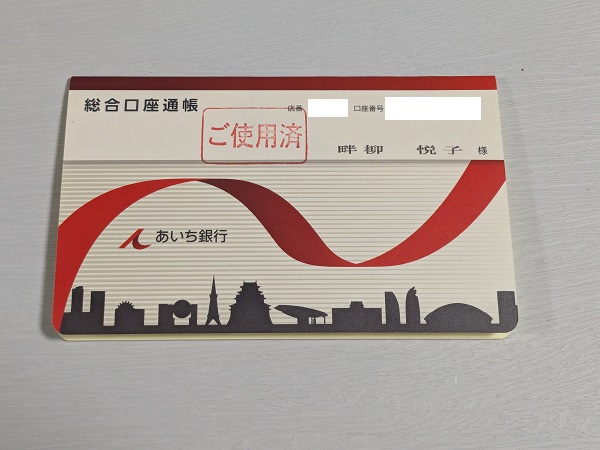 総合口座通帳
店番 口座番号
ご使用済
畔柳 悦子 様
あいち銀行